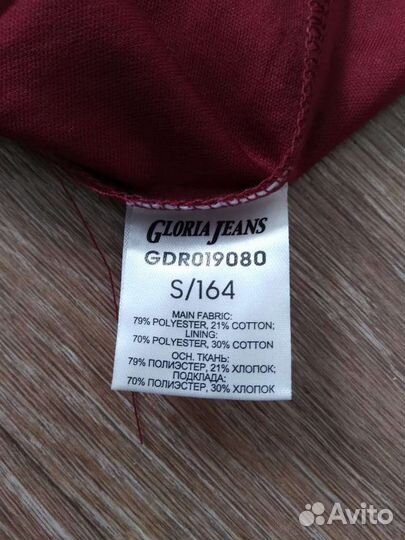 GLORIA JEANS
GDR019080
S/164
MAIN FABRIC:
79% POLYESTER, 21% COTTON;
LINING:
70% POLYESTER, 30% COTTON
ОСН. ТКАНЬ:
79% ПОЛИЭСТЕР, 21% ХЛОПОК;
ПОДКЛАДА:
70% ПОЛИЭСТЕР, 30% ХЛОПОК
Avito